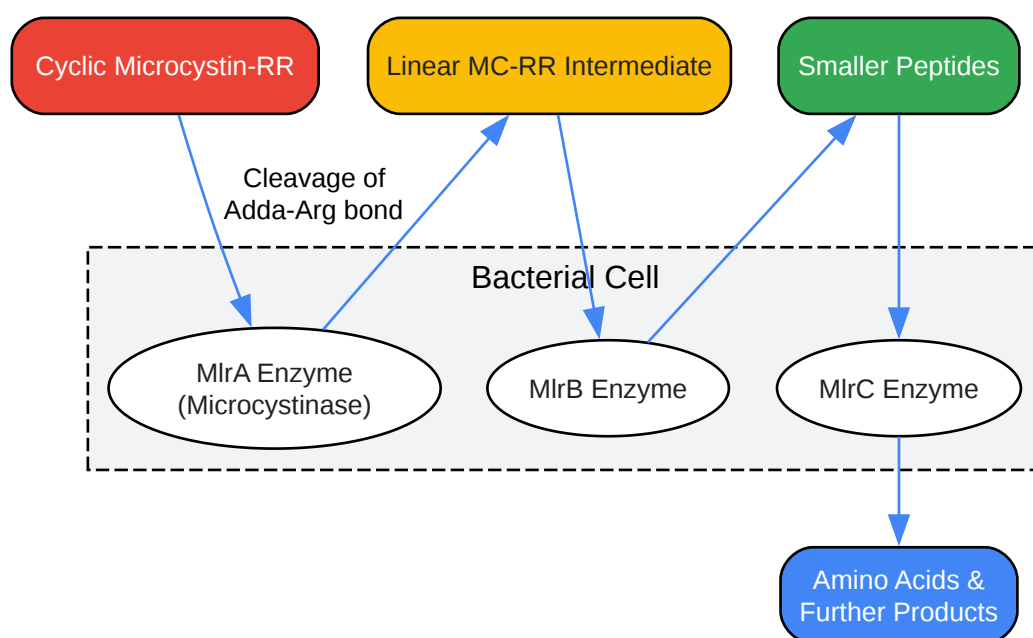 Cyclic Microcystin-RR
Linear MC-RR Intermediate
Smaller Peptides
Cleavage of
Adda-Arg bond
Bacterial Cell
MlrA Enzyme
(Microcystinase)
MlrB Enzyme
MlrC Enzyme
Amino Acids &
Further Products